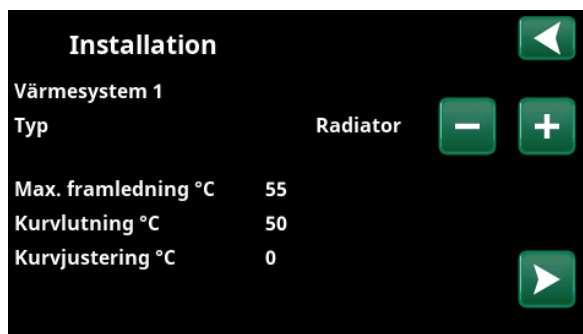 Installation
Värmesystem 1
Typ Radiator
Max. framledning °C 55
Kurvlutning °C 50
Kurvjustering °C 0